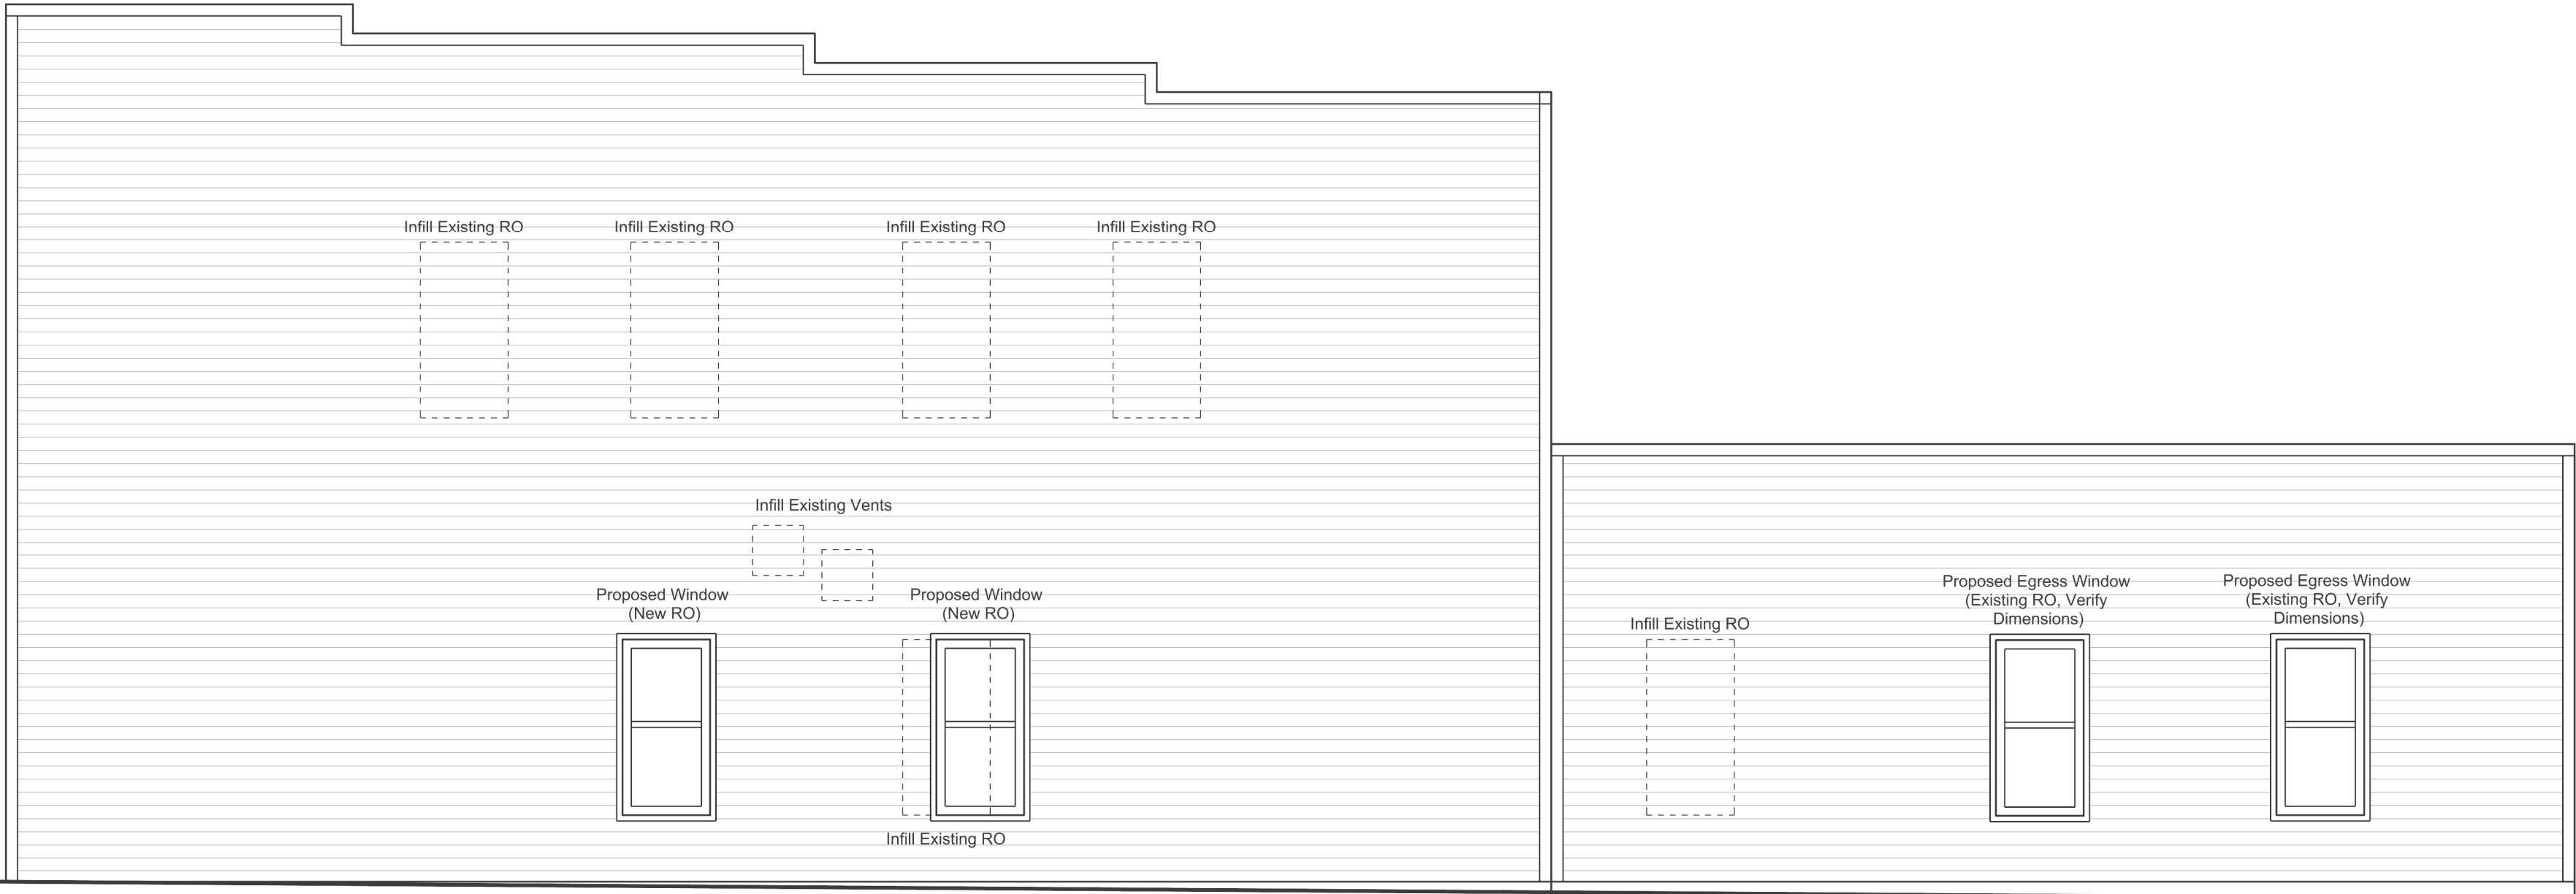 Infill Existing RO
Infill Existing RO
Infill Existing RO
Infill Existing RO
Infill Existing Vents
Proposed Window
(New RO)
Proposed Window
(New RO)
Infill Existing RO
Infill Existing RO
Proposed Egress Window
(Existing RO, Verify
Dimensions)
Proposed Egress Window
(Existing RO, Verify
Dimensions)